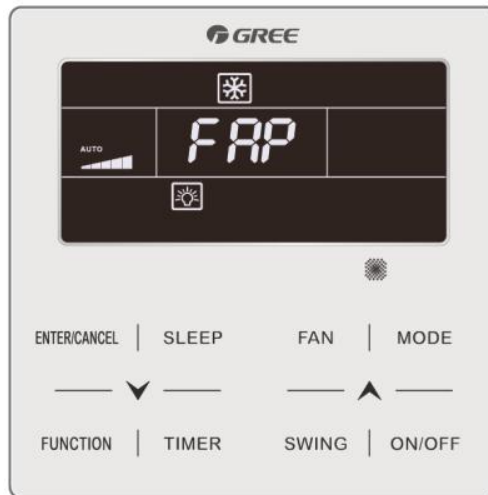 GREE
AUTO
FAP
ENTER/CANCEL SLEEP FAN MODE
FUNCTION TIMER SWING ON/OFF